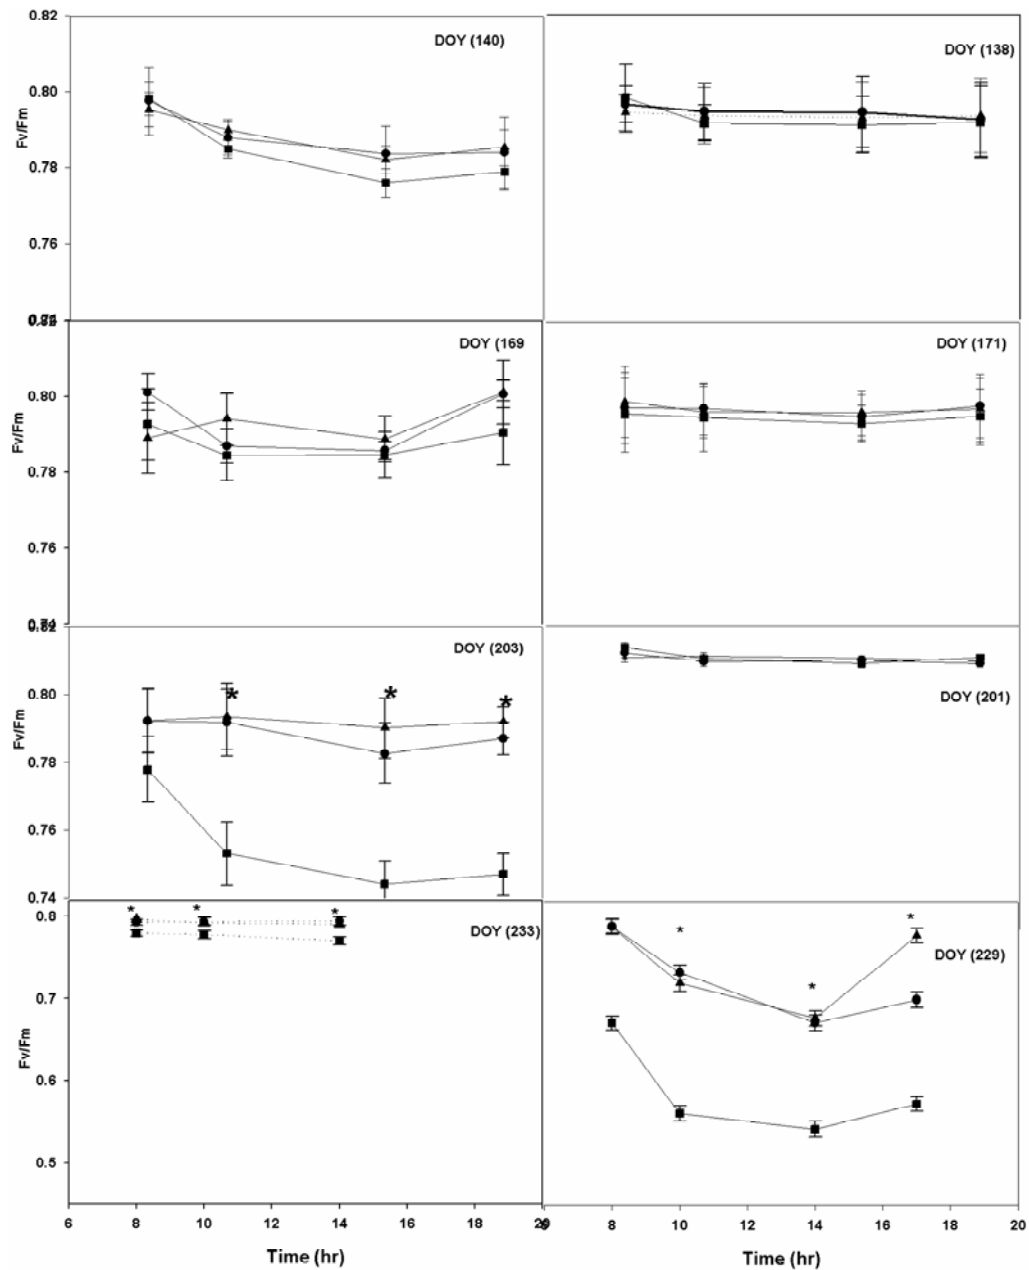 0.82
DOY (140)
DOY (138)
0.80
Fv/Fm
0.78
0.76
DOY (169
DOY (171)
0.80
Fv/Fm
0.78
0.76
DOY (203)
* * *
0.80
DOY (201)
Fv/Fm
0.78
0.76
0.74
* * *
0.8
DOY (233)
* * *
DOY (229)
0.7
Fv/Fm
0.6
0.5
6 8 10 12 14 16 18 8 10 12 14 16 18 20
Time (hr) Time (hr)